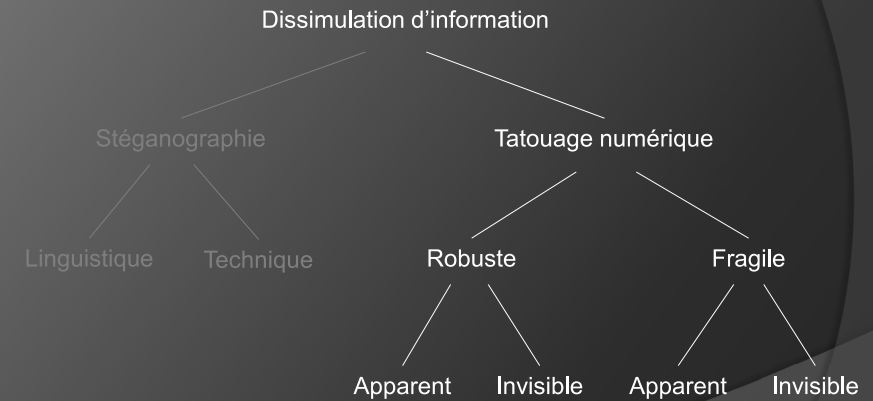 Dissimulation d’information
Stéganographie Tatouage numérique
Linguistique Technique Robuste Fragile
Apparent Invisible Apparent Invisible